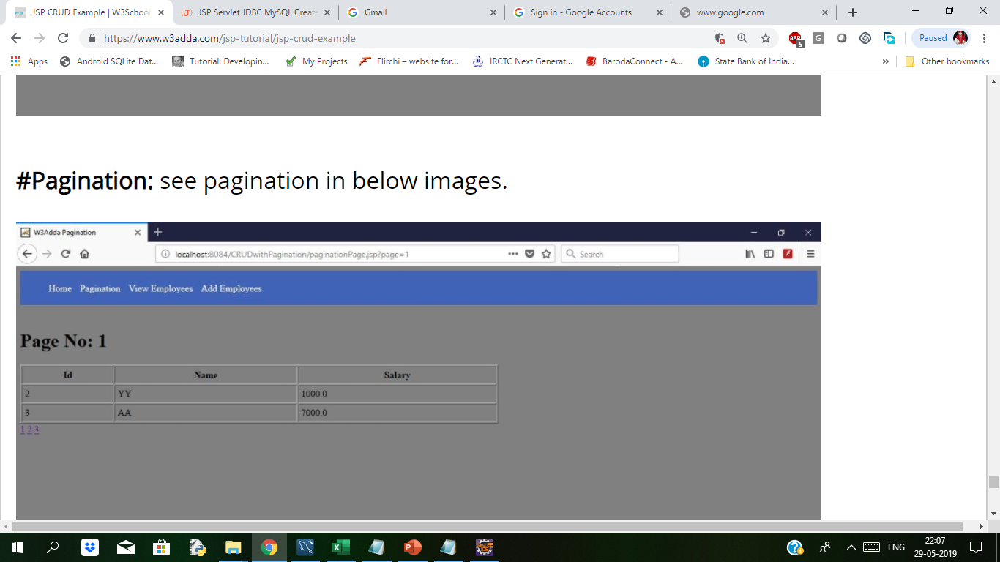 JSP CRUD Example | W3School
JSP Servlet JDBC MySQL Create
Gmail
Sign in - Google Accounts
www.google.com
https://www.w3adda.com/jsp-tutorial/jsp-crud-example
ABP
5
G
Paused
Apps
Android SQLite Dat...
Tutorial: Developin...
My Projects
Flirchi – website for...
IRCTC Next Generat...
BarodaConnect - A...
State Bank of India...
»
Other bookmarks
#Pagination: see pagination in below images.
W3Adda Pagination
localhost:8084/CRUDwithPagination/paginationPage.jsp?page=1
Search
Home Pagination View Employees Add Employees
Page No: 1
Id Name Salary
2 YY 1000.0
3 AA 7000.0
1 2 3
ENG
22:07
29-05-2019